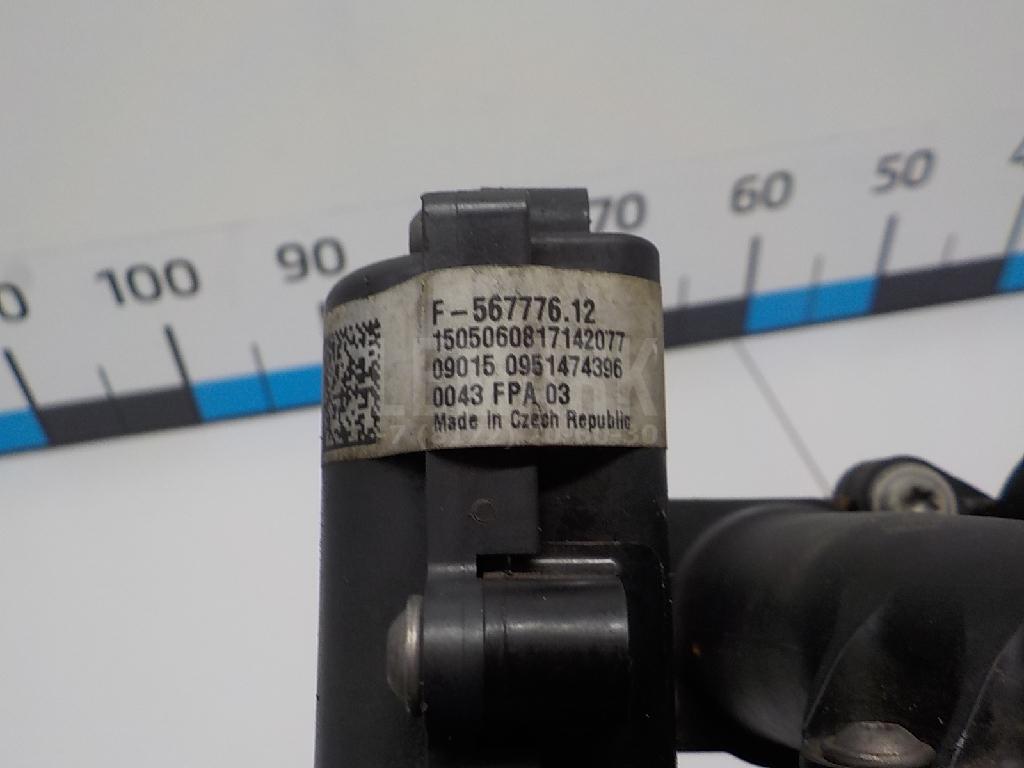 100 90 70 60 50
F-567776.12
1505060817142077
09015 0951474396
0043 FPA 03
Made in Czech Republic